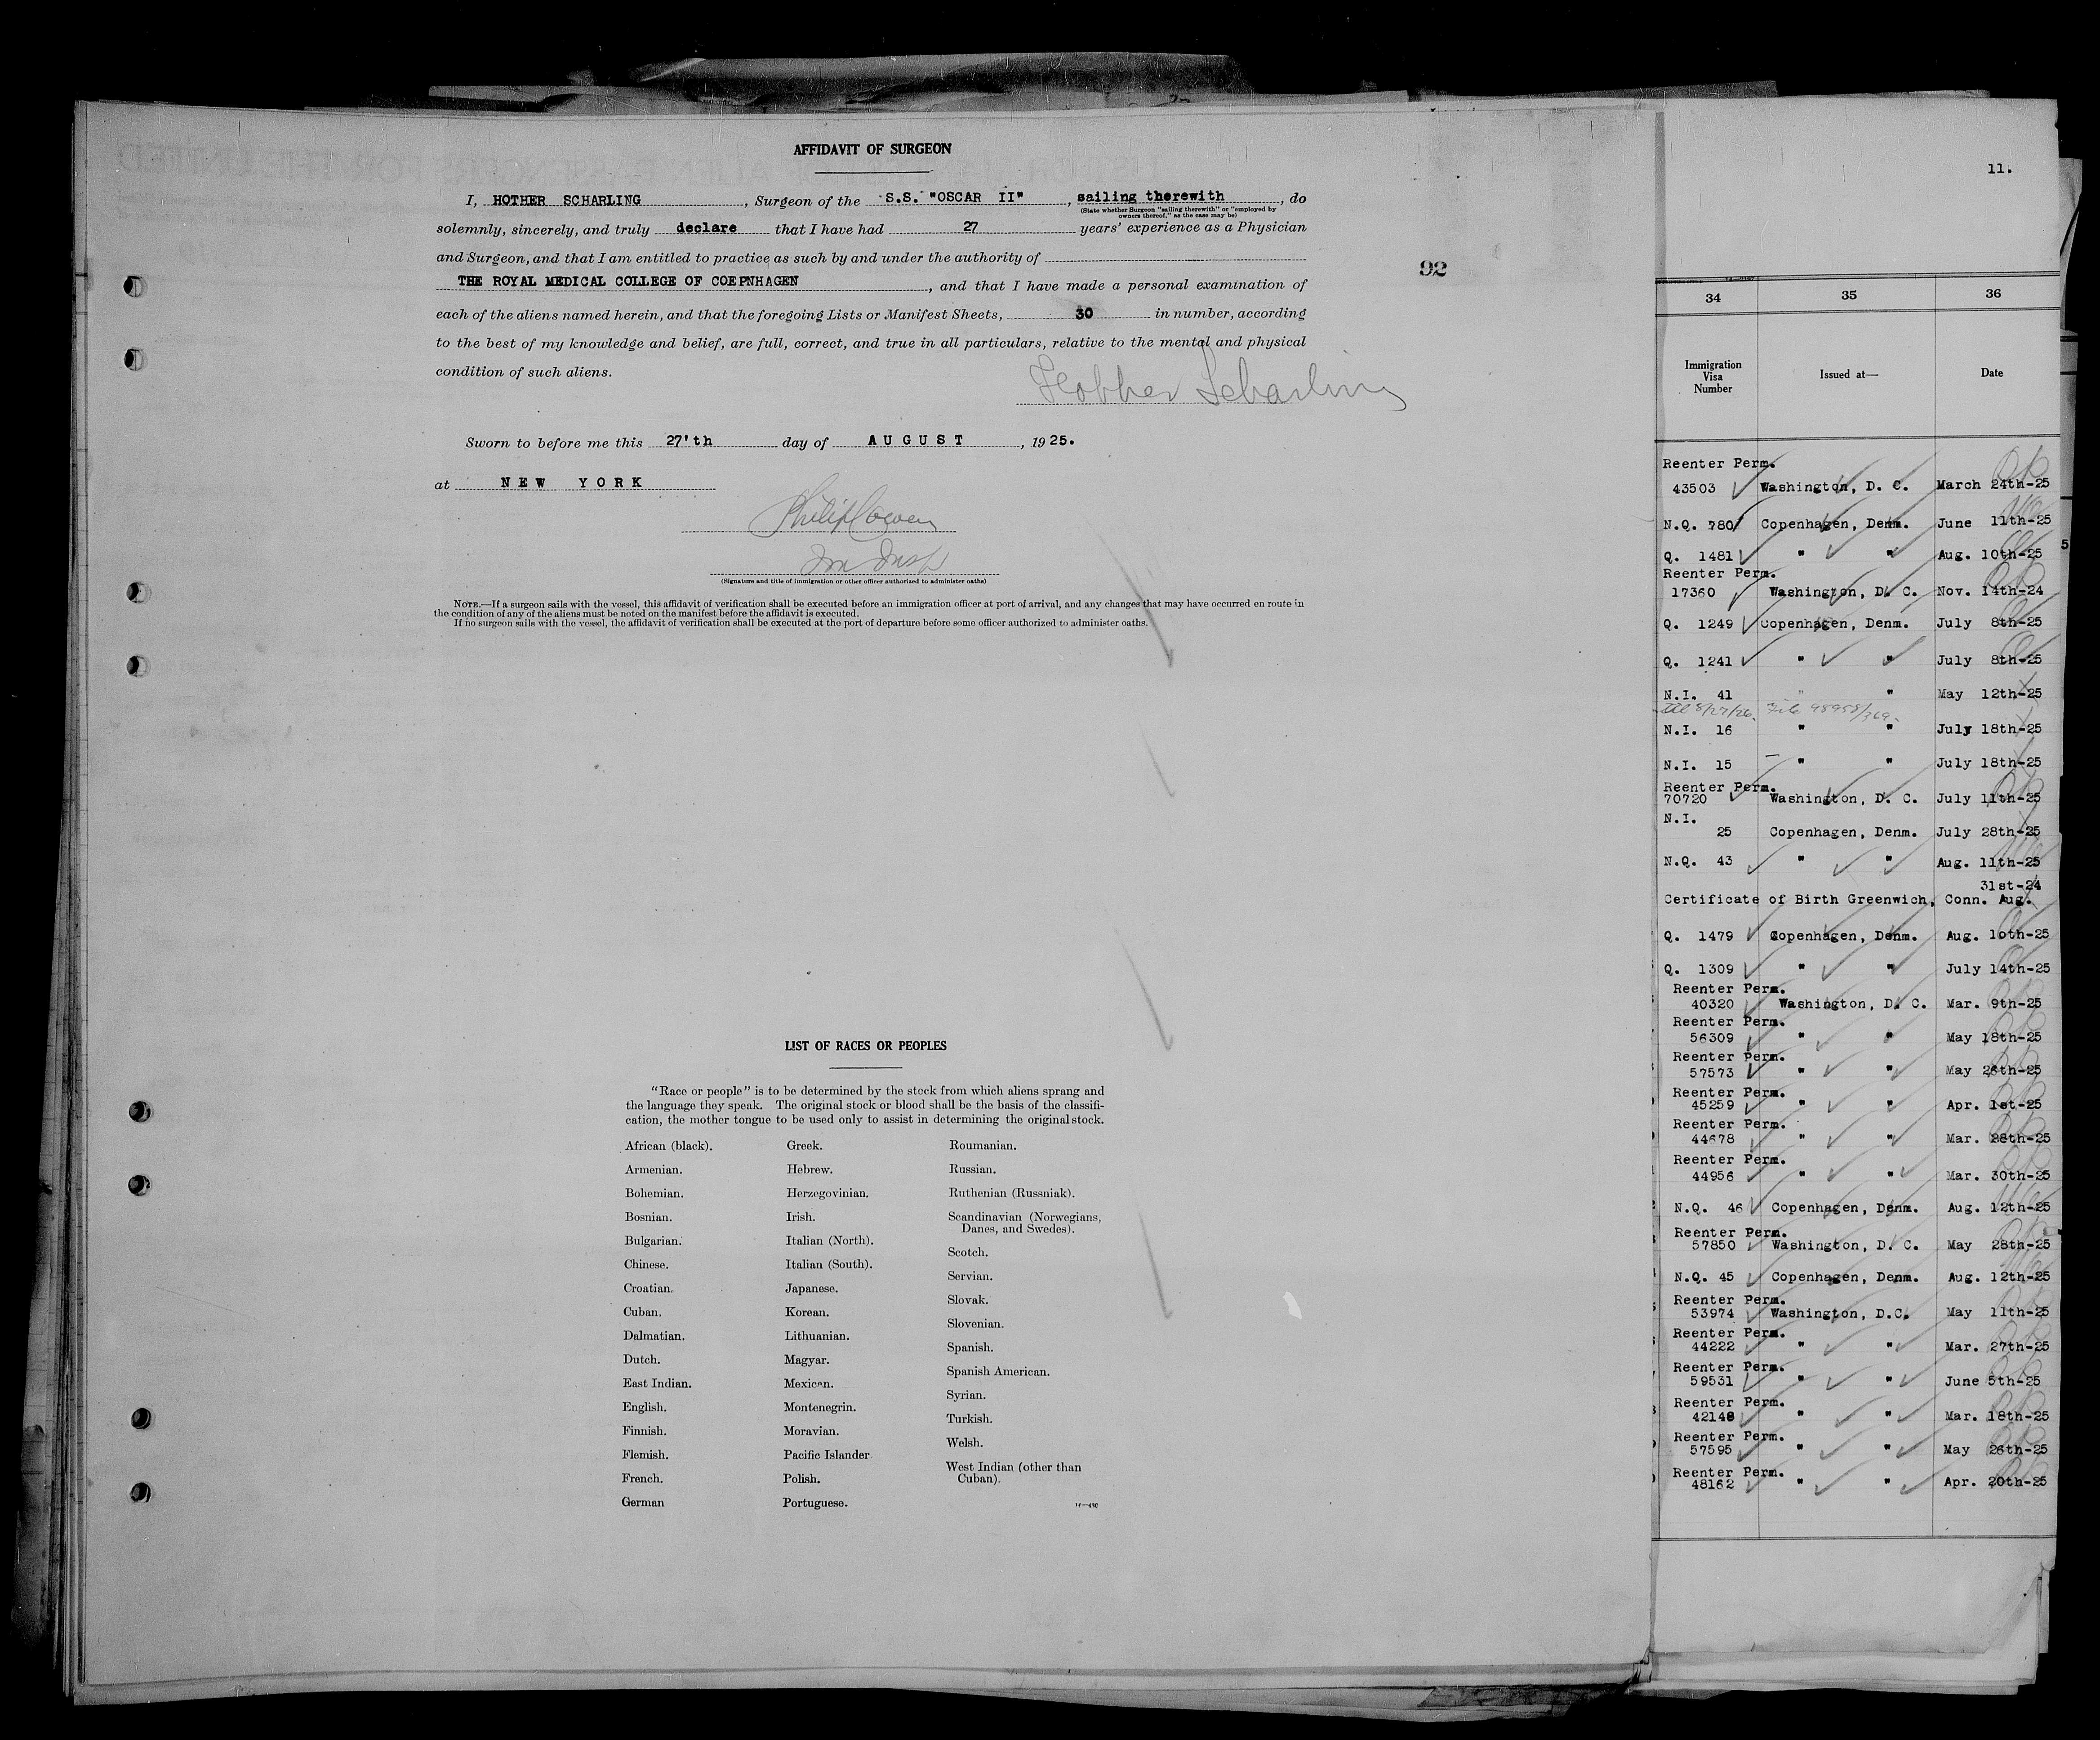 AFFIDAVIT OF SURGEON
I, HOTHER SCHARLING, Surgeon of the S.S. "OSCAR II", sailing therewith, do
(State whether Surgeon "sailing therewith" or "employed by
owners thereof," as the case may be)
solemnly, sincerely, and truly declare that I have had 27 years' experience as a Physician
and Surgeon, and that I am entitled to practice as such by and under the authority of
THE ROYAL MEDICAL COLLEGE OF COEPNHAGEN, and that I have made a personal examination of
each of the aliens named herein, and that the foregoing Lists or Manifest Sheets, 30 in number, according
to the best of my knowledge and belief, are full, correct, and true in all particulars, relative to the mental and physical
condition of such aliens.
Hother Scharling
Sworn to before me this 27'th day of AUGUST, 1925.
at NEW YORK
Philip Cowen
Im Insp
(Signature and title of immigration or other officer authorized to administer oaths)
NOTE.—If a surgeon sails with the vessel, this affidavit of verification shall be executed before an immigration officer at port of arrival, and any changes that may have occurred en route in
the condition of any of the aliens must be noted on the manifest before the affidavit is executed.
If no surgeon sails with the vessel, the affidavit of verification shall be executed at the port of departure before some officer authorized to administer oaths.
92
LIST OF RACES OR PEOPLES
"Race or people" is to be determined by the stock from which aliens sprang and
the language they speak. The original stock or blood shall be the basis of the classifi-
cation, the mother tongue to be used only to assist in determining the original stock.
African (black).
Armenian.
Bohemian.
Bosnian.
Bulgarian.
Chinese.
Croatian.
Cuban.
Dalmatian.
Dutch.
East Indian.
English.
Finnish.
Flemish.
French.
German
Greek.
Hebrew.
Herzegovinian.
Irish.
Italian (North).
Italian (South).
Japanese.
Korean.
Lithuanian.
Magyar.
Mexican.
Montenegrin.
Moravian.
Pacific Islander.
Polish.
Portuguese.
Roumanian.
Russian.
Ruthenian (Russniak).
Scandinavian (Norwegians,
Danes, and Swedes).
Scotch.
Servian.
Slovak.
Slovenian.
Spanish.
Spanish American.
Syrian.
Turkish.
Welsh.
West Indian (other than
Cuban).
11.
34 35 36
Immigration
Visa
Number
Issued at—
Date
Reenter Perm.
43503 Washington, D. C. March 24th-25
N.Q. 780 Copenhagen, Denm. June 11th-25
Q. 1481 " " Aug. 10th-25
Reenter Perm.
17360 Washington, D. C. Nov. 14th-24
Q. 1249 Copenhagen, Denm. July 8th-25
Q. 1241 " " July 8th-25
N.I. 41 " " May 12th-25
8/27/26. File 98958/369.
N.I. 16 " " July 18th-25
N.I. 15 " " July 18th-25
Reenter Perm.
70720 Washington, D. C. July 11th-25
N.I.
25 Copenhagen, Denm. July 28th-25
N.Q. 43 " " Aug. 11th-25
31st-24
Certificate of Birth Greenwich, Conn. Aug.
Q. 1479 Copenhagen, Denm. Aug. 10th-25
Q. 1309 " " July 14th-25
Reenter Perm.
40320 Washington, D. C. Mar. 9th-25
Reenter Perm.
56309 " " May 18th-25
Reenter Perm.
57573 " " May 26th-25
Reenter Perm.
45259 " " Apr. 1st-25
Reenter Perm.
44678 " " Mar. 28th-25
Reenter Perm.
44956 " " Mar. 30th-25
N.Q. 46 Copenhagen, Denm. Aug. 12th-25
Reenter Perm.
57850 Washington, D. C. May 28th-25
N.Q. 45 Copenhagen, Denm. Aug. 12th-25
Reenter Perm.
53974 Washington, D.C. May 11th-25
Reenter Perm.
44222 " " Mar. 27th-25
Reenter Perm.
59531 " " June 5th-25
Reenter Perm.
42148 " " Mar. 18th-25
Reenter Perm.
57595 " " May 26th-25
Reenter Perm.
48162 " " Apr. 20th-25